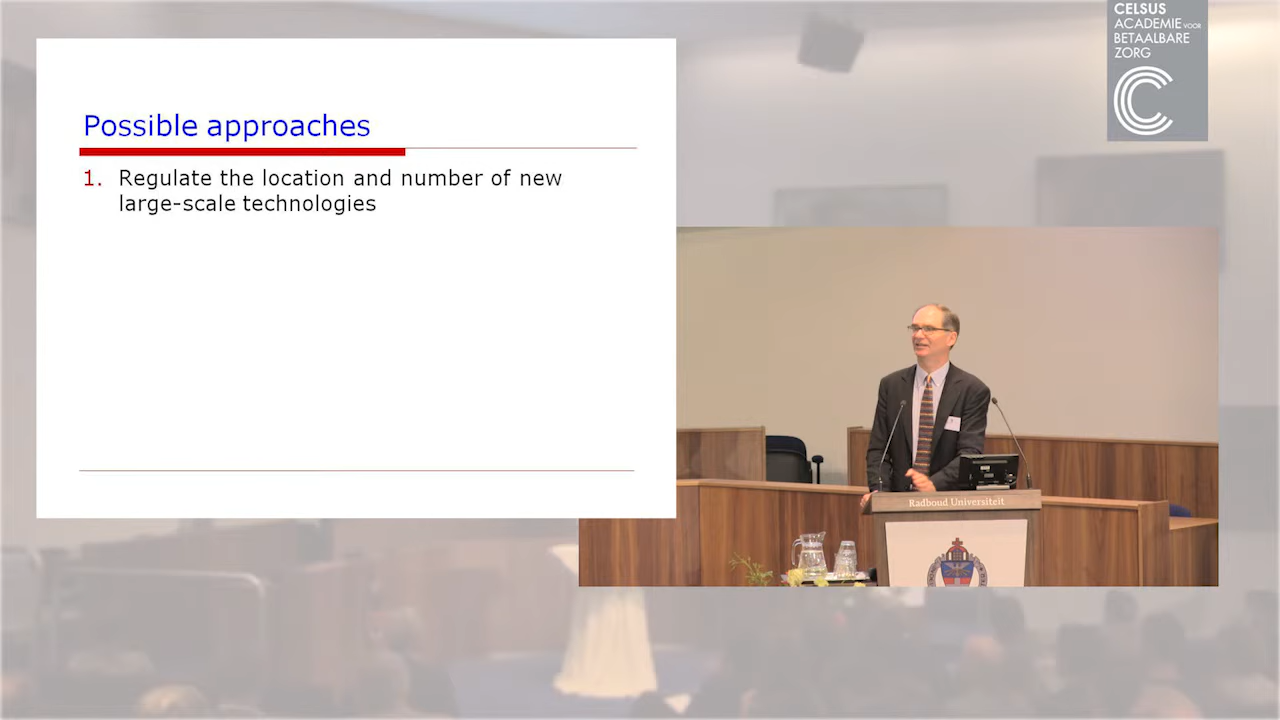 CELSUS
ACADEMIE VOOR
BETAALBARE
ZORG
Possible approaches
1. Regulate the location and number of new
large-scale technologies
Radboud Universiteit